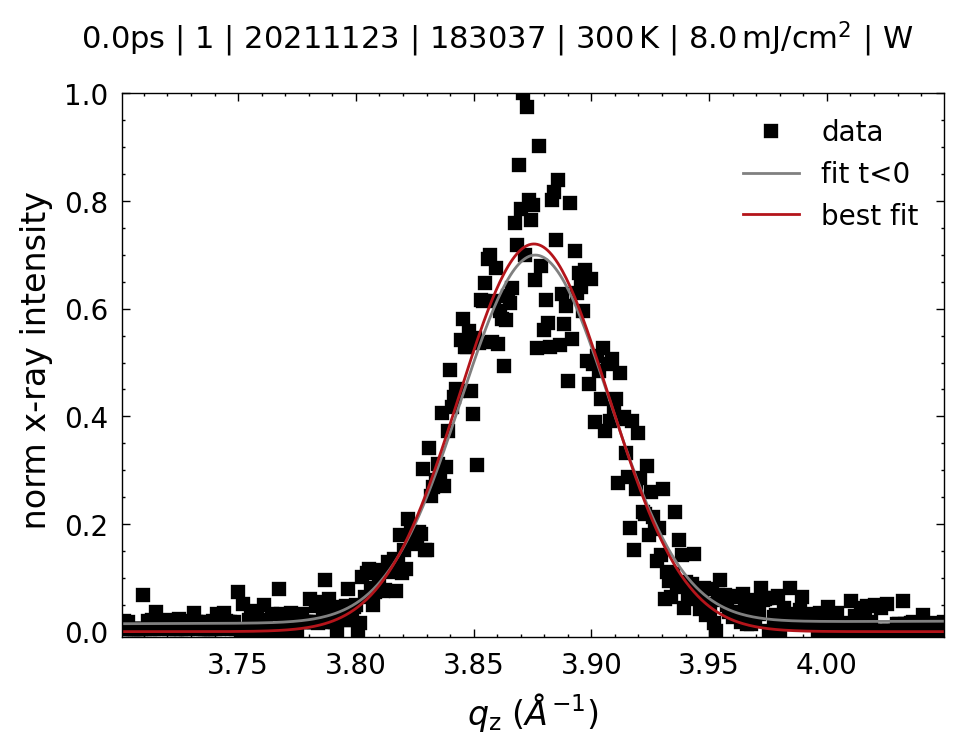 0.0ps | 1 | 20211123 | 183037 | 300 K | 8.0 mJ/cm² | W
1.0
0.8
0.6
0.4
0.2
0.0
norm x-ray intensity
data
fit t<0
best fit
3.75 3.80 3.85 3.90 3.95 4.00
q_z (Å⁻¹)